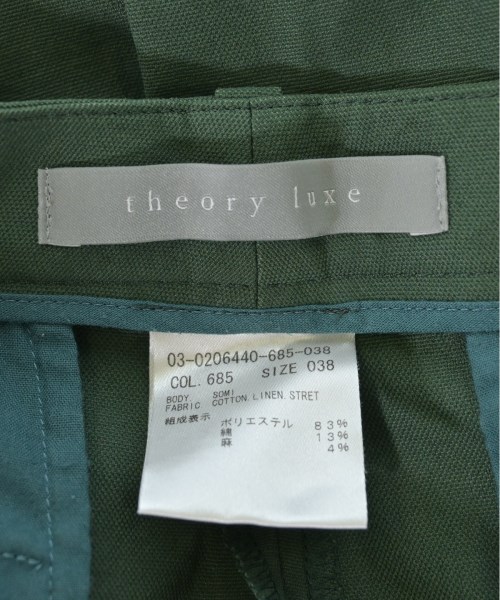 theory luxe
03-0206440-685-038
COL. 685 SIZE 038
BODY SOMI
FABRIC COTTON.LINEN STRET
組成表示
ポリエステル 83%
綿 13%
麻 4%